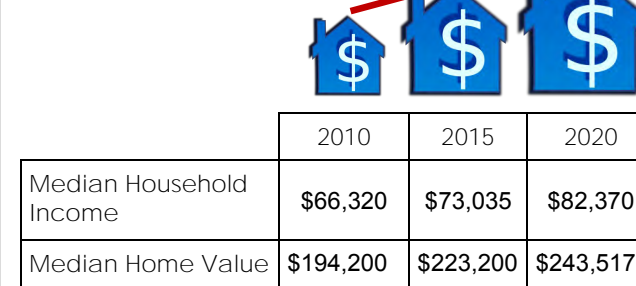 $ $ $
2010 2015 2020
Median Household
Income
$66,320 $73,035 $82,370
Median Home Value $194,200 $223,200 $243,517